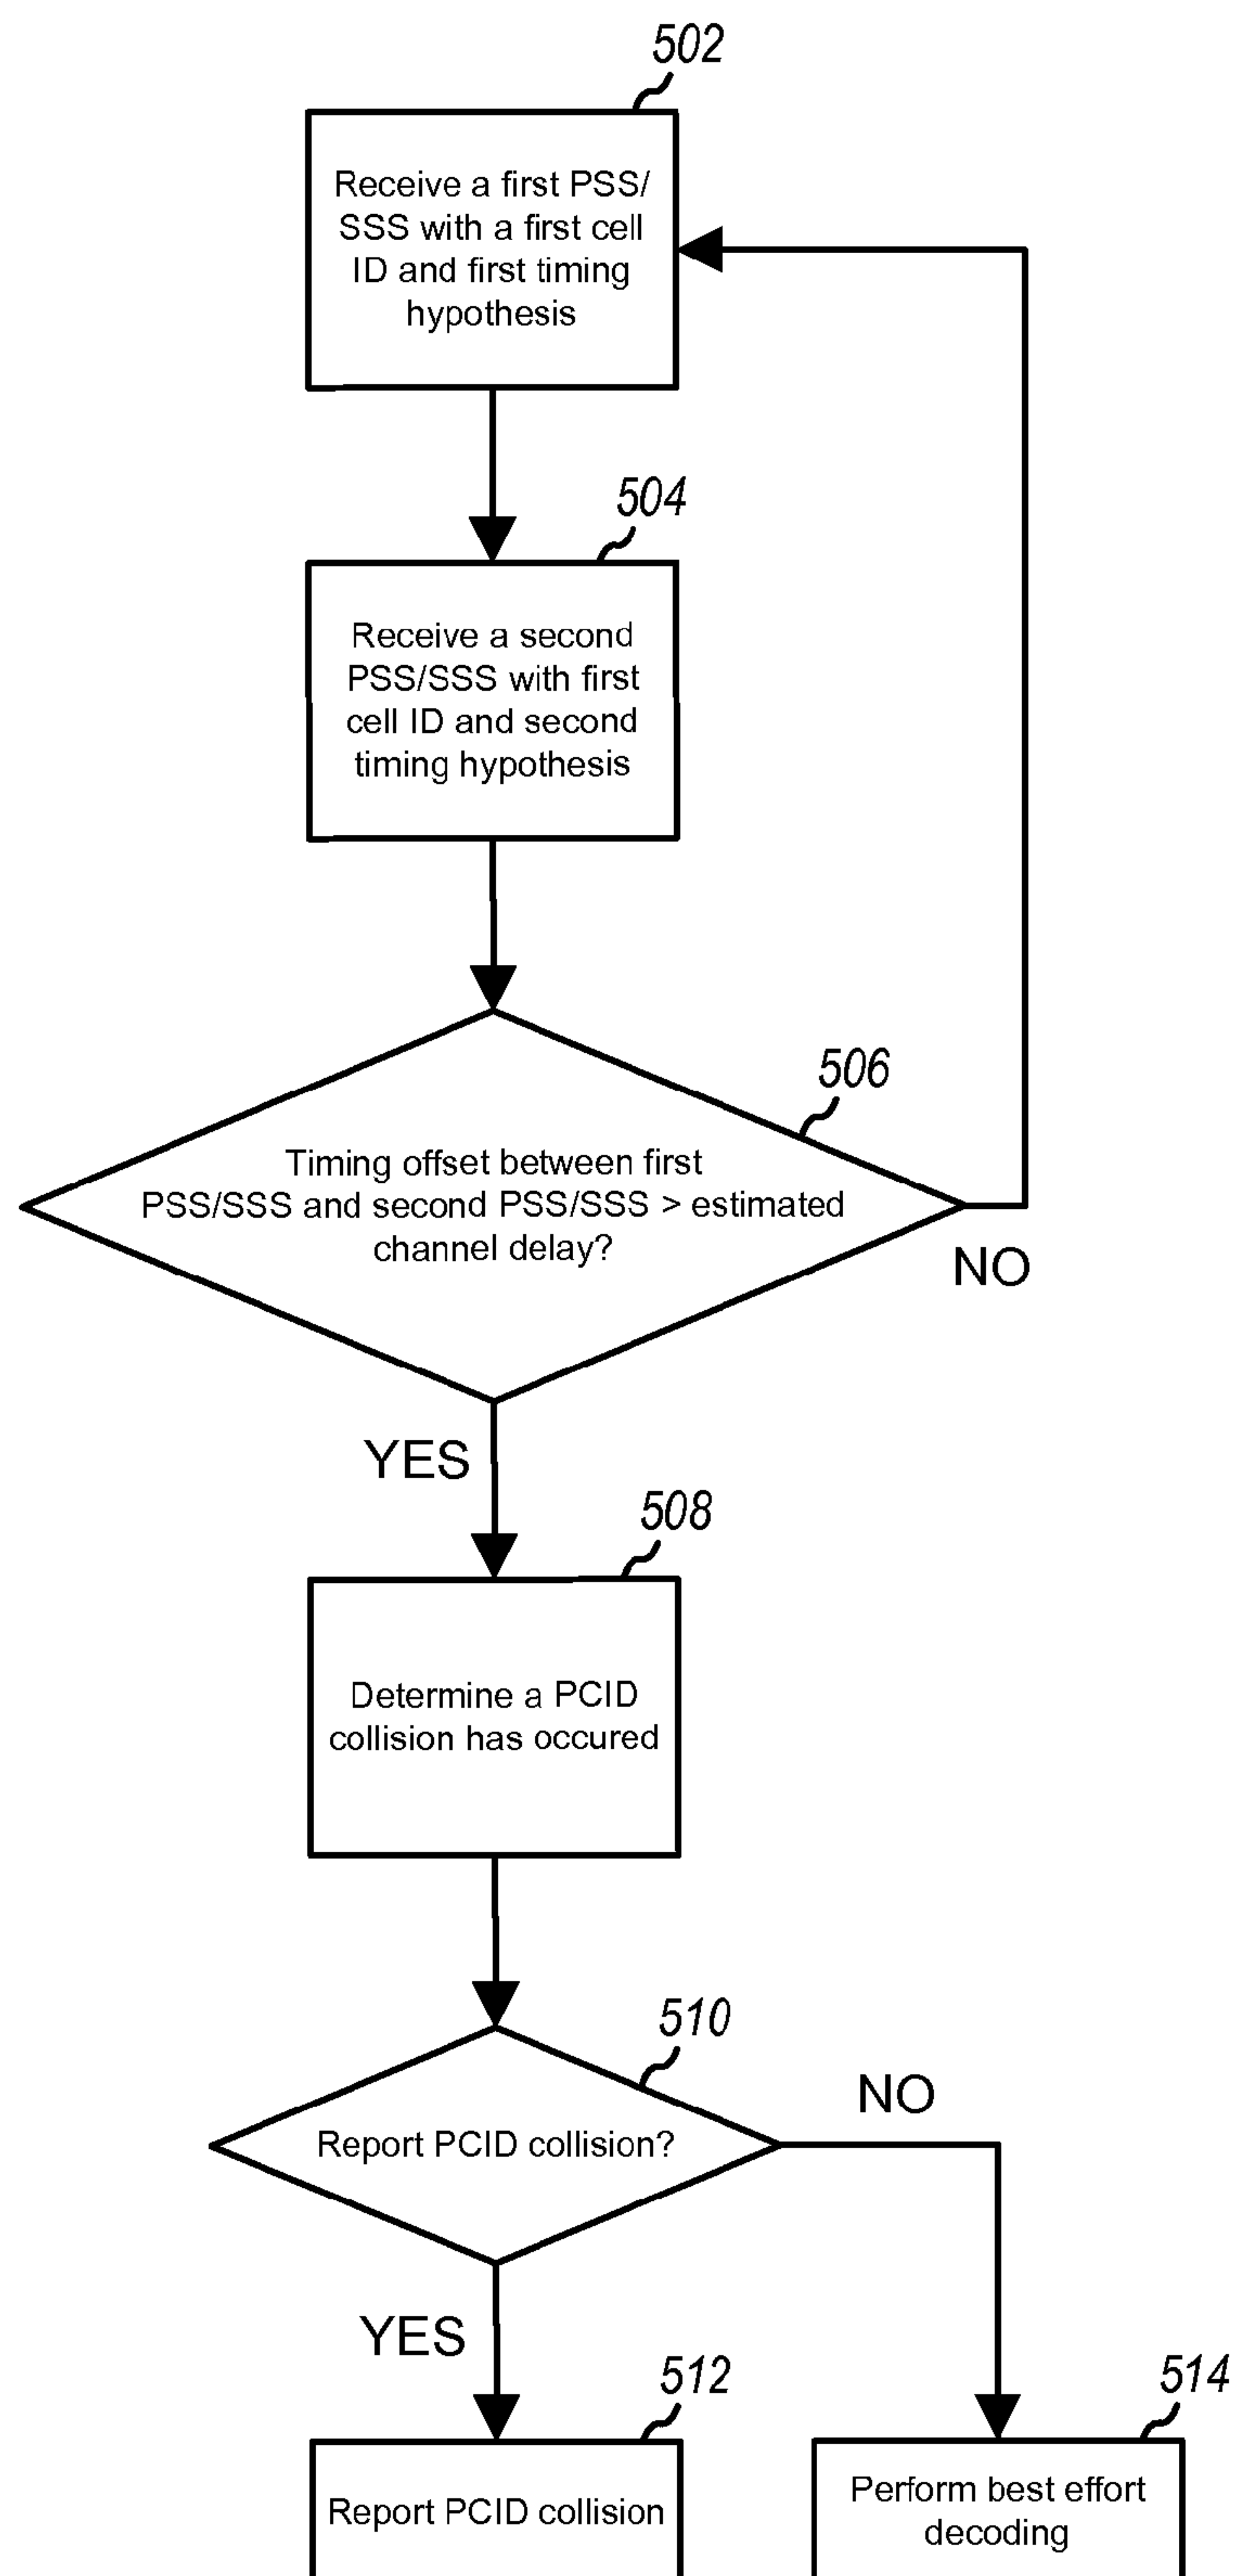 502
Receive a first PSS/
SSS with a first cell
ID and first timing
hypothesis
504
Receive a second
PSS/SSS with first
cell ID and second
timing hypothesis
506
Timing offset between first
PSS/SSS and second PSS/SSS > estimated
channel delay?
NO
YES
508
Determine a PCID
collision has occured
510
NO
Report PCID collision?
YES
512
514
Report PCID collision
Perform best effort
decoding